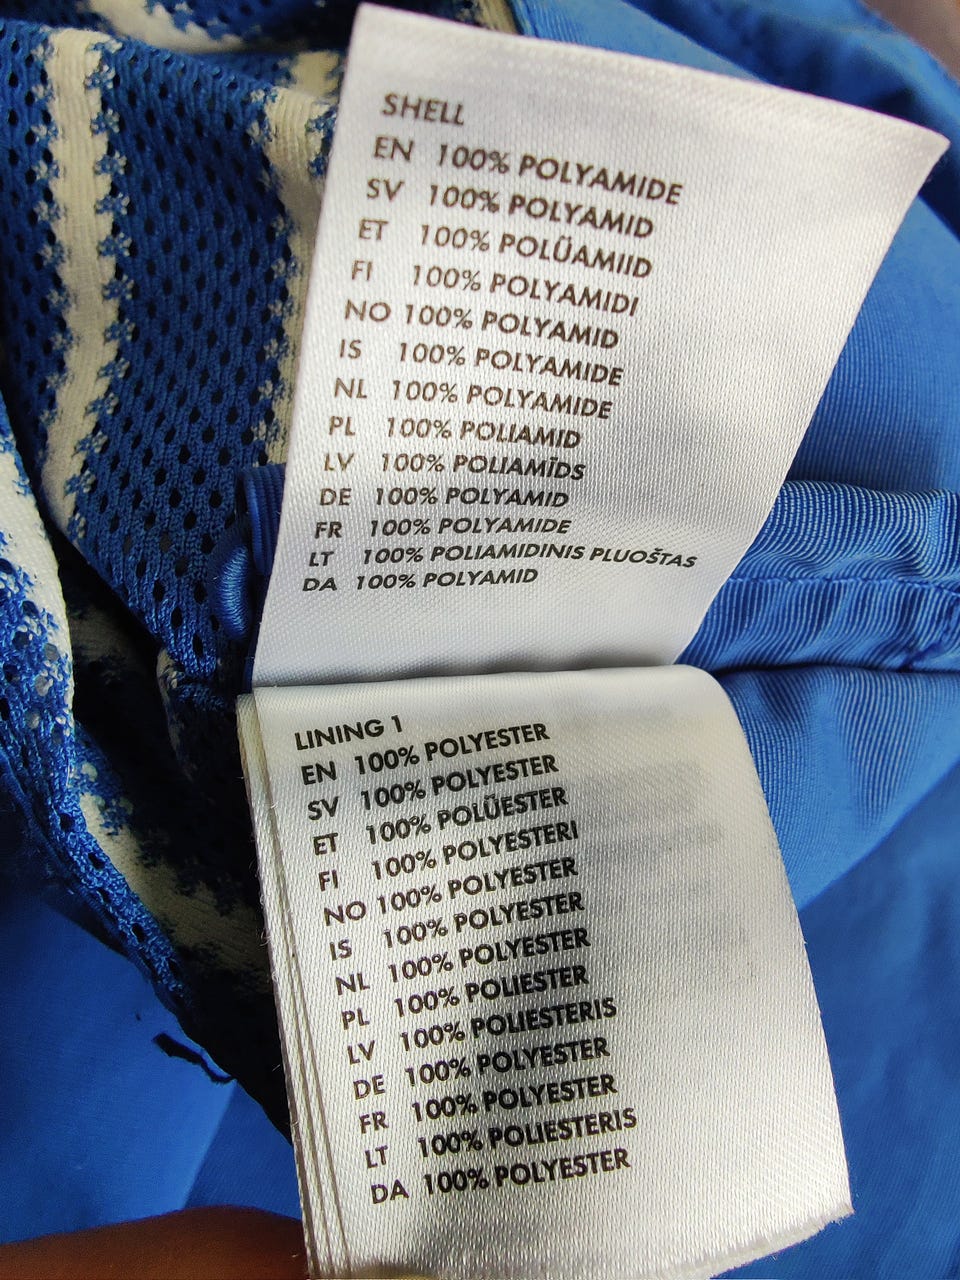 SHELL
EN 100% POLYAMIDE
SV 100% POLYAMID
ET 100% POLÜAMIID
FI 100% POLYAMIDI
NO 100% POLYAMID
IS 100% POLYAMIDE
NL 100% POLYAMIDE
PL 100% POLIAMID
LV 100% POLIAMĪDS
DE 100% POLYAMID
FR 100% POLYAMIDE
LT 100% POLIAMIDINIS PLUOŠTAS
DA 100% POLYAMID
LINING 1
EN 100% POLYESTER
SV 100% POLYESTER
ET 100% POLÜESTER
FI 100% POLYESTERI
NO 100% POLYESTER
IS 100% POLYESTER
NL 100% POLYESTER
PL 100% POLIESTER
LV 100% POLIESTERIS
DE 100% POLYESTER
FR 100% POLYESTER
LT 100% POLIESTERIS
DA 100% POLYESTER